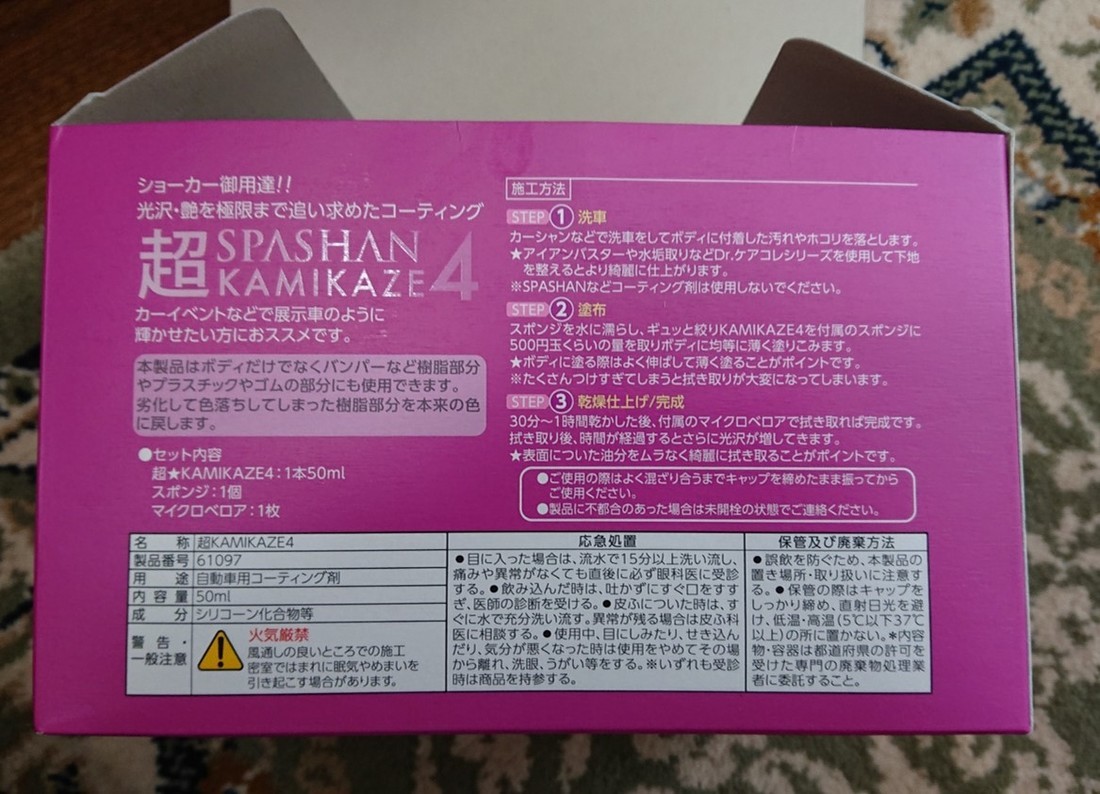 ショーカー御用達!!
光沢・艶を極限まで追い求めたコーティング
超 SPASHAN
KAMIKAZE 4
カーイベントなどで展示車のように
輝かせたい方におススメです。
本製品はボディだけでなくバンパーなど樹脂部分
やプラスチックやゴムの部分にも使用できます。
劣化して色落ちしてしまった樹脂部分を本来の色
に戻します。
●セット内容
超★KAMIKAZE4：1本50ml
スポンジ：1個
マイクロベロア：1枚
施工方法
STEP ① 洗車
カーシャンなどで洗車をしてボディに付着した汚れやホコリを落とします。
★アイアンバスターや水垢取りなどDr.ケアコレシリーズを使用して下地
を整えるとより綺麗に仕上がります。
※SPASHANなどコーティング剤は使用しないでください。
STEP ② 塗布
スポンジを水に濡らし、ギュッと絞りKAMIKAZE4を付属のスポンジに
500円玉くらいの量を取りボディに均等に薄く塗りこみます。
★ボディに塗る際はよく伸ばして薄く塗ることがポイントです。
※たくさんつけすぎてしまうと拭き取りが大変になってしまいます。
STEP ③ 乾燥仕上げ/完成
30分～1時間乾かした後、付属のマイクロベロアで拭き取れば完成です。
拭き取り後、時間が経過するとさらに光沢が増してきます。
★表面についた油分をムラなく綺麗に拭き取ることがポイントです。
●ご使用の際はよく混ざり合うまでキャップを締めたまま振ってから
ご使用ください。
●製品に不都合のあった場合は未開栓の状態でご連絡ください。
名称 超KAMIKAZE4
製品番号 61097
用途 自動車用コーティング剤
内容量 50ml
成分 シリコーン化合物等
警告・
一般注意
火気厳禁
風通しの良いところでの施工
密室ではまれに眠気やめまいを
引き起こす場合があります。
応急処置
●目に入った場合は、流水で15分以上洗い流し、
痛みや異常がなくても直後に必ず眼科医に受診
する。●飲み込んだ時は、吐かずにすぐ口をすす
ぎ、医師の診断を受ける。●皮ふについた時は、す
ぐに水で充分洗い流す。異常が残る場合は皮ふ科
医に相談する。●使用中、目にしみたり、せき込ん
だり、気分が悪くなった時は使用をやめてその場
から離れ、洗眼、うがい等をする。※いずれも受診
時は商品を持参する。
保管及び廃棄方法
●誤飲を防ぐため、本製品の
置き場所・取り扱いに注意す
る。●保管の際はキャップを
しっかり締め、直射日光を避
け、低温・高温(5℃以下37℃
以上)の所に置かない。＊内容
物・容器は都道府県の許可を
受けた専門の廃棄物処理業
者に委託すること。